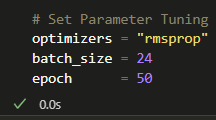 # Set Parameter Tuning
optimizers = "rmsprop"
batch_size = 24
epoch      = 50
✓ 0.0s